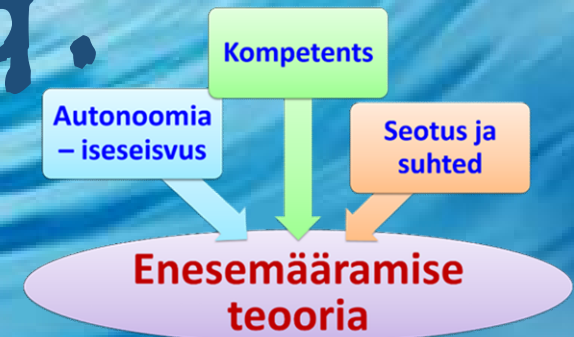 Kompetents
Autonoomia
– iseseisvus
Seotus ja
suhted
Enesemääramise
teooria